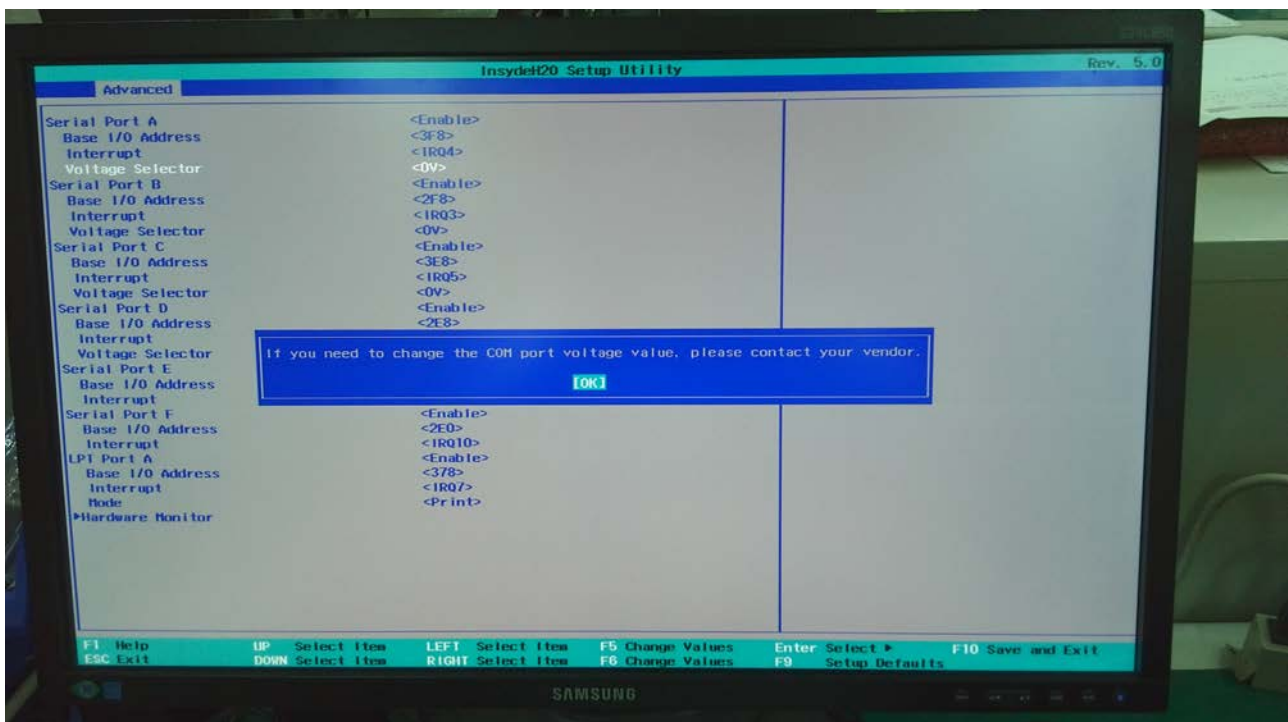 InsydeH20 Setup Utility Rev. 5.0
Advanced
Serial Port A <Enable>
Base I/O Address <3F8>
Interrupt <IRQ4>
Voltage Selector <0V>
Serial Port B <Enable>
Base I/O Address <2F8>
Interrupt <IRQ3>
Voltage Selector <0V>
Serial Port C <Enable>
Base I/O Address <3E8>
Interrupt <IRQ5>
Voltage Selector <0V>
Serial Port D <Enable>
Base I/O Address <2E8>
Interrupt
Voltage Selector
Serial Port E
Base I/O Address
Interrupt
If you need to change the COM port voltage value, please contact your vendor.
[OK]
Serial Port F <Enable>
Base I/O Address <2E0>
Interrupt <IRQ10>
LPT Port A <Enable>
Base I/O Address <378>
Interrupt <IRQ7>
Mode <Print>
►Hardware Monitor
F1 Help UP Select Item LEFT Select Item F5 Change Values Enter Select ► F10 Save and Exit
ESC Exit DOWN Select Item RIGHT Select Item F6 Change Values F9 Setup Defaults
SAMSUNG